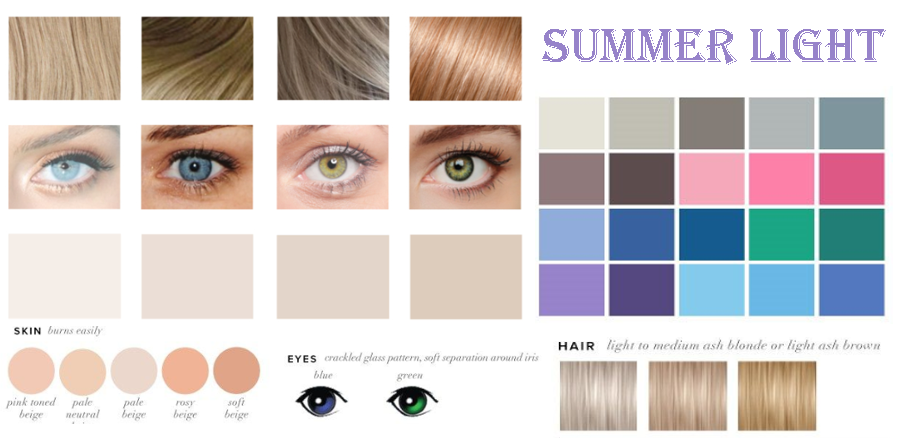 SUMMER LIGHT
SKIN burns easily
pink toned beige
pale neutral
pale beige
rosy beige
soft beige
EYES crackled glass pattern, soft separation around iris
blue
green
HAIR light to medium ash blonde or light ash brown